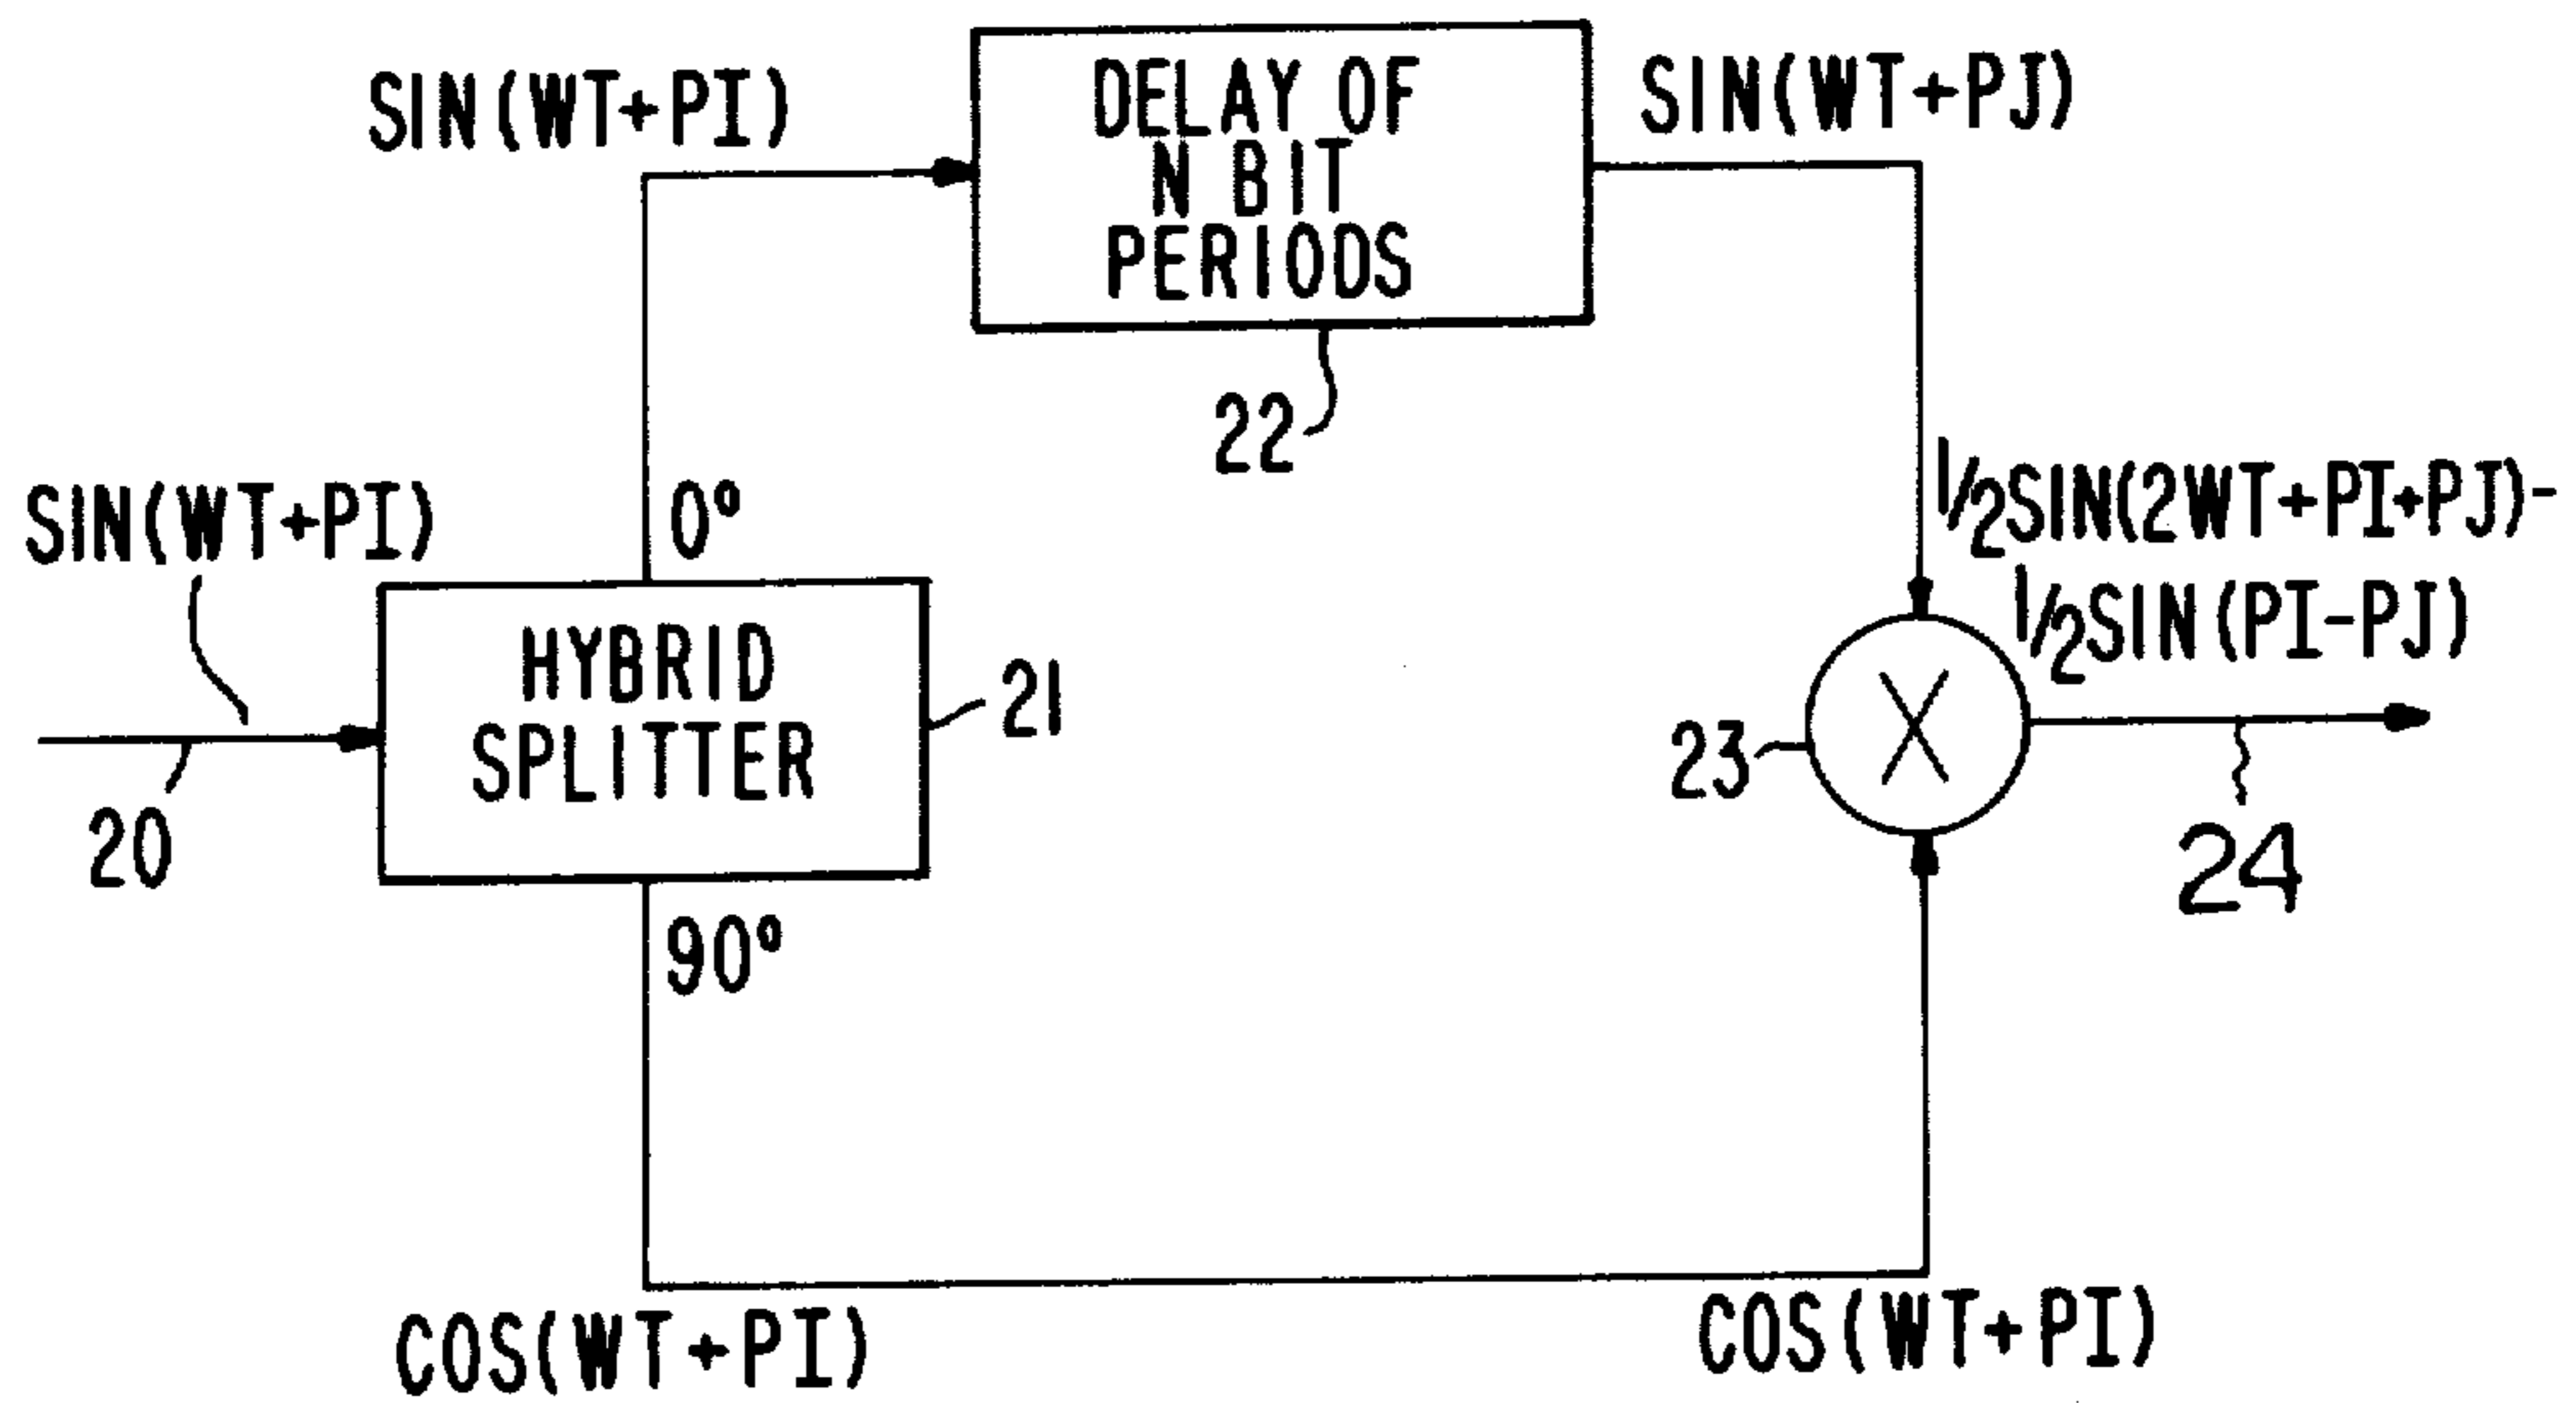 SIN(WT+PI)
DELAY OF
N BIT
PERIODS
SIN(WT+PJ)
22
SIN(WT+PI)
0°
1/2SIN(2WT+PI+PJ)-
1/2SIN(PI-PJ)
HYBRID
SPLITTER
21
23
X
20
24
90°
COS(WT+PI)
COS(WT+PI)